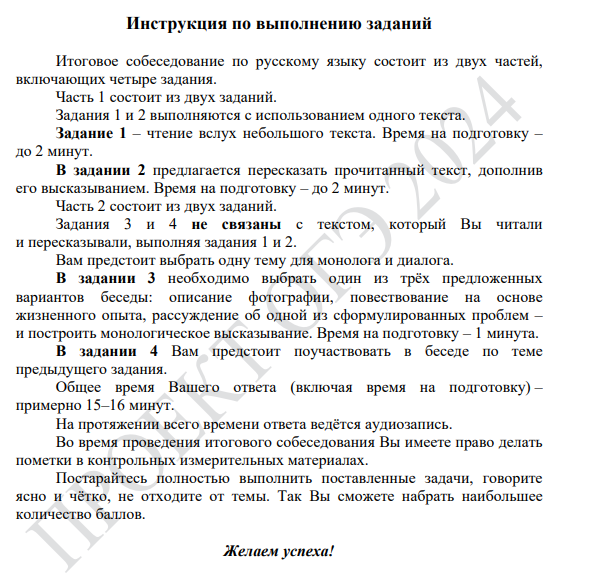 Инструкция по выполнению заданий
Итоговое собеседование по русскому языку состоит из двух частей,
включающих четыре задания.
Часть 1 состоит из двух заданий.
Задания 1 и 2 выполняются с использованием одного текста.
Задание 1 – чтение вслух небольшого текста. Время на подготовку –
до 2 минут.
В задании 2 предлагается пересказать прочитанный текст, дополнив
его высказыванием. Время на подготовку – до 2 минут.
Часть 2 состоит из двух заданий.
Задания 3 и 4 не связаны с текстом, который Вы читали
и пересказывали, выполняя задания 1 и 2.
Вам предстоит выбрать одну тему для монолога и диалога.
В задании 3 необходимо выбрать один из трёх предложенных
вариантов беседы: описание фотографии, повествование на основе
жизненного опыта, рассуждение об одной из сформулированных проблем –
и построить монологическое высказывание. Время на подготовку – 1 минута.
В задании 4 Вам предстоит поучаствовать в беседе по теме
предыдущего задания.
Общее время Вашего ответа (включая время на подготовку) –
примерно 15–16 минут.
На протяжении всего времени ответа ведётся аудиозапись.
Во время проведения итогового собеседования Вы имеете право делать
пометки в контрольных измерительных материалах.
Постарайтесь полностью выполнить поставленные задачи, говорите
ясно и чётко, не отходите от темы. Так Вы сможете набрать наибольшее
количество баллов.
Желаем успеха!
ПРОЕКТ ОГЭ 2024